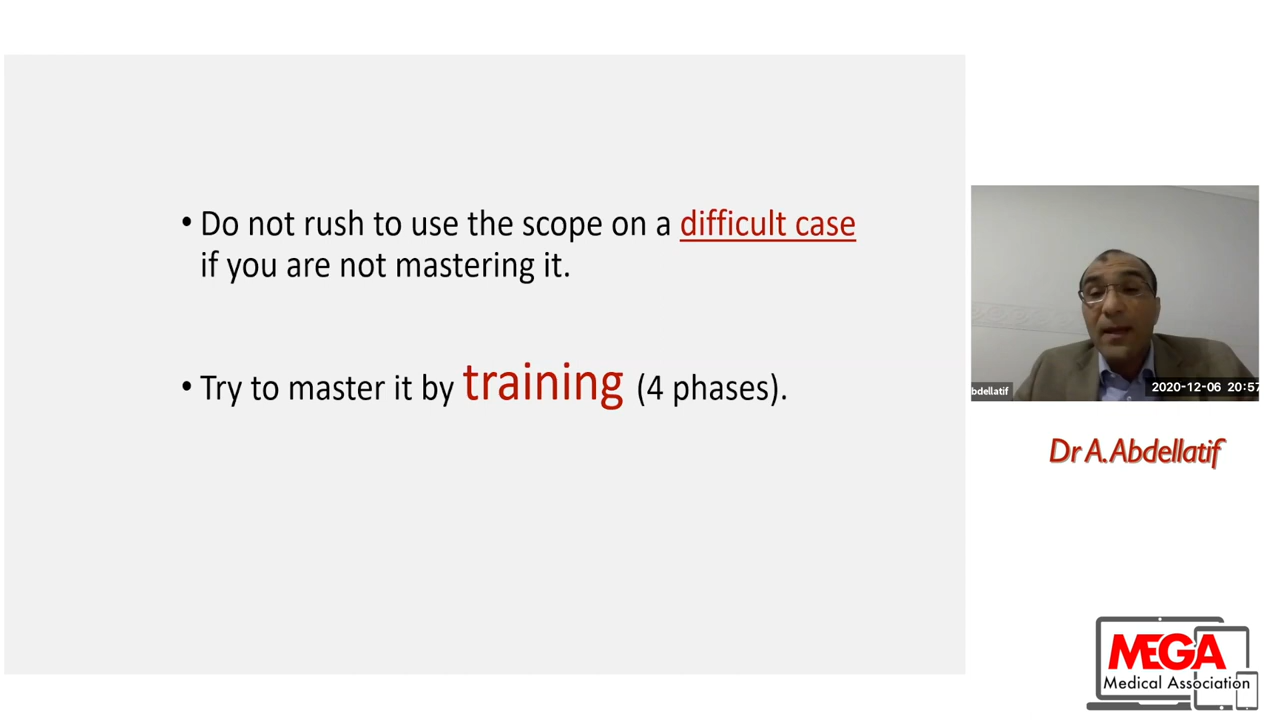 • Do not rush to use the scope on a difficult case
if you are not mastering it.
• Try to master it by training (4 phases).
bdellatif
2020-12-06 20:57
Dr A.Abdellatif
MEGA
Medical Association